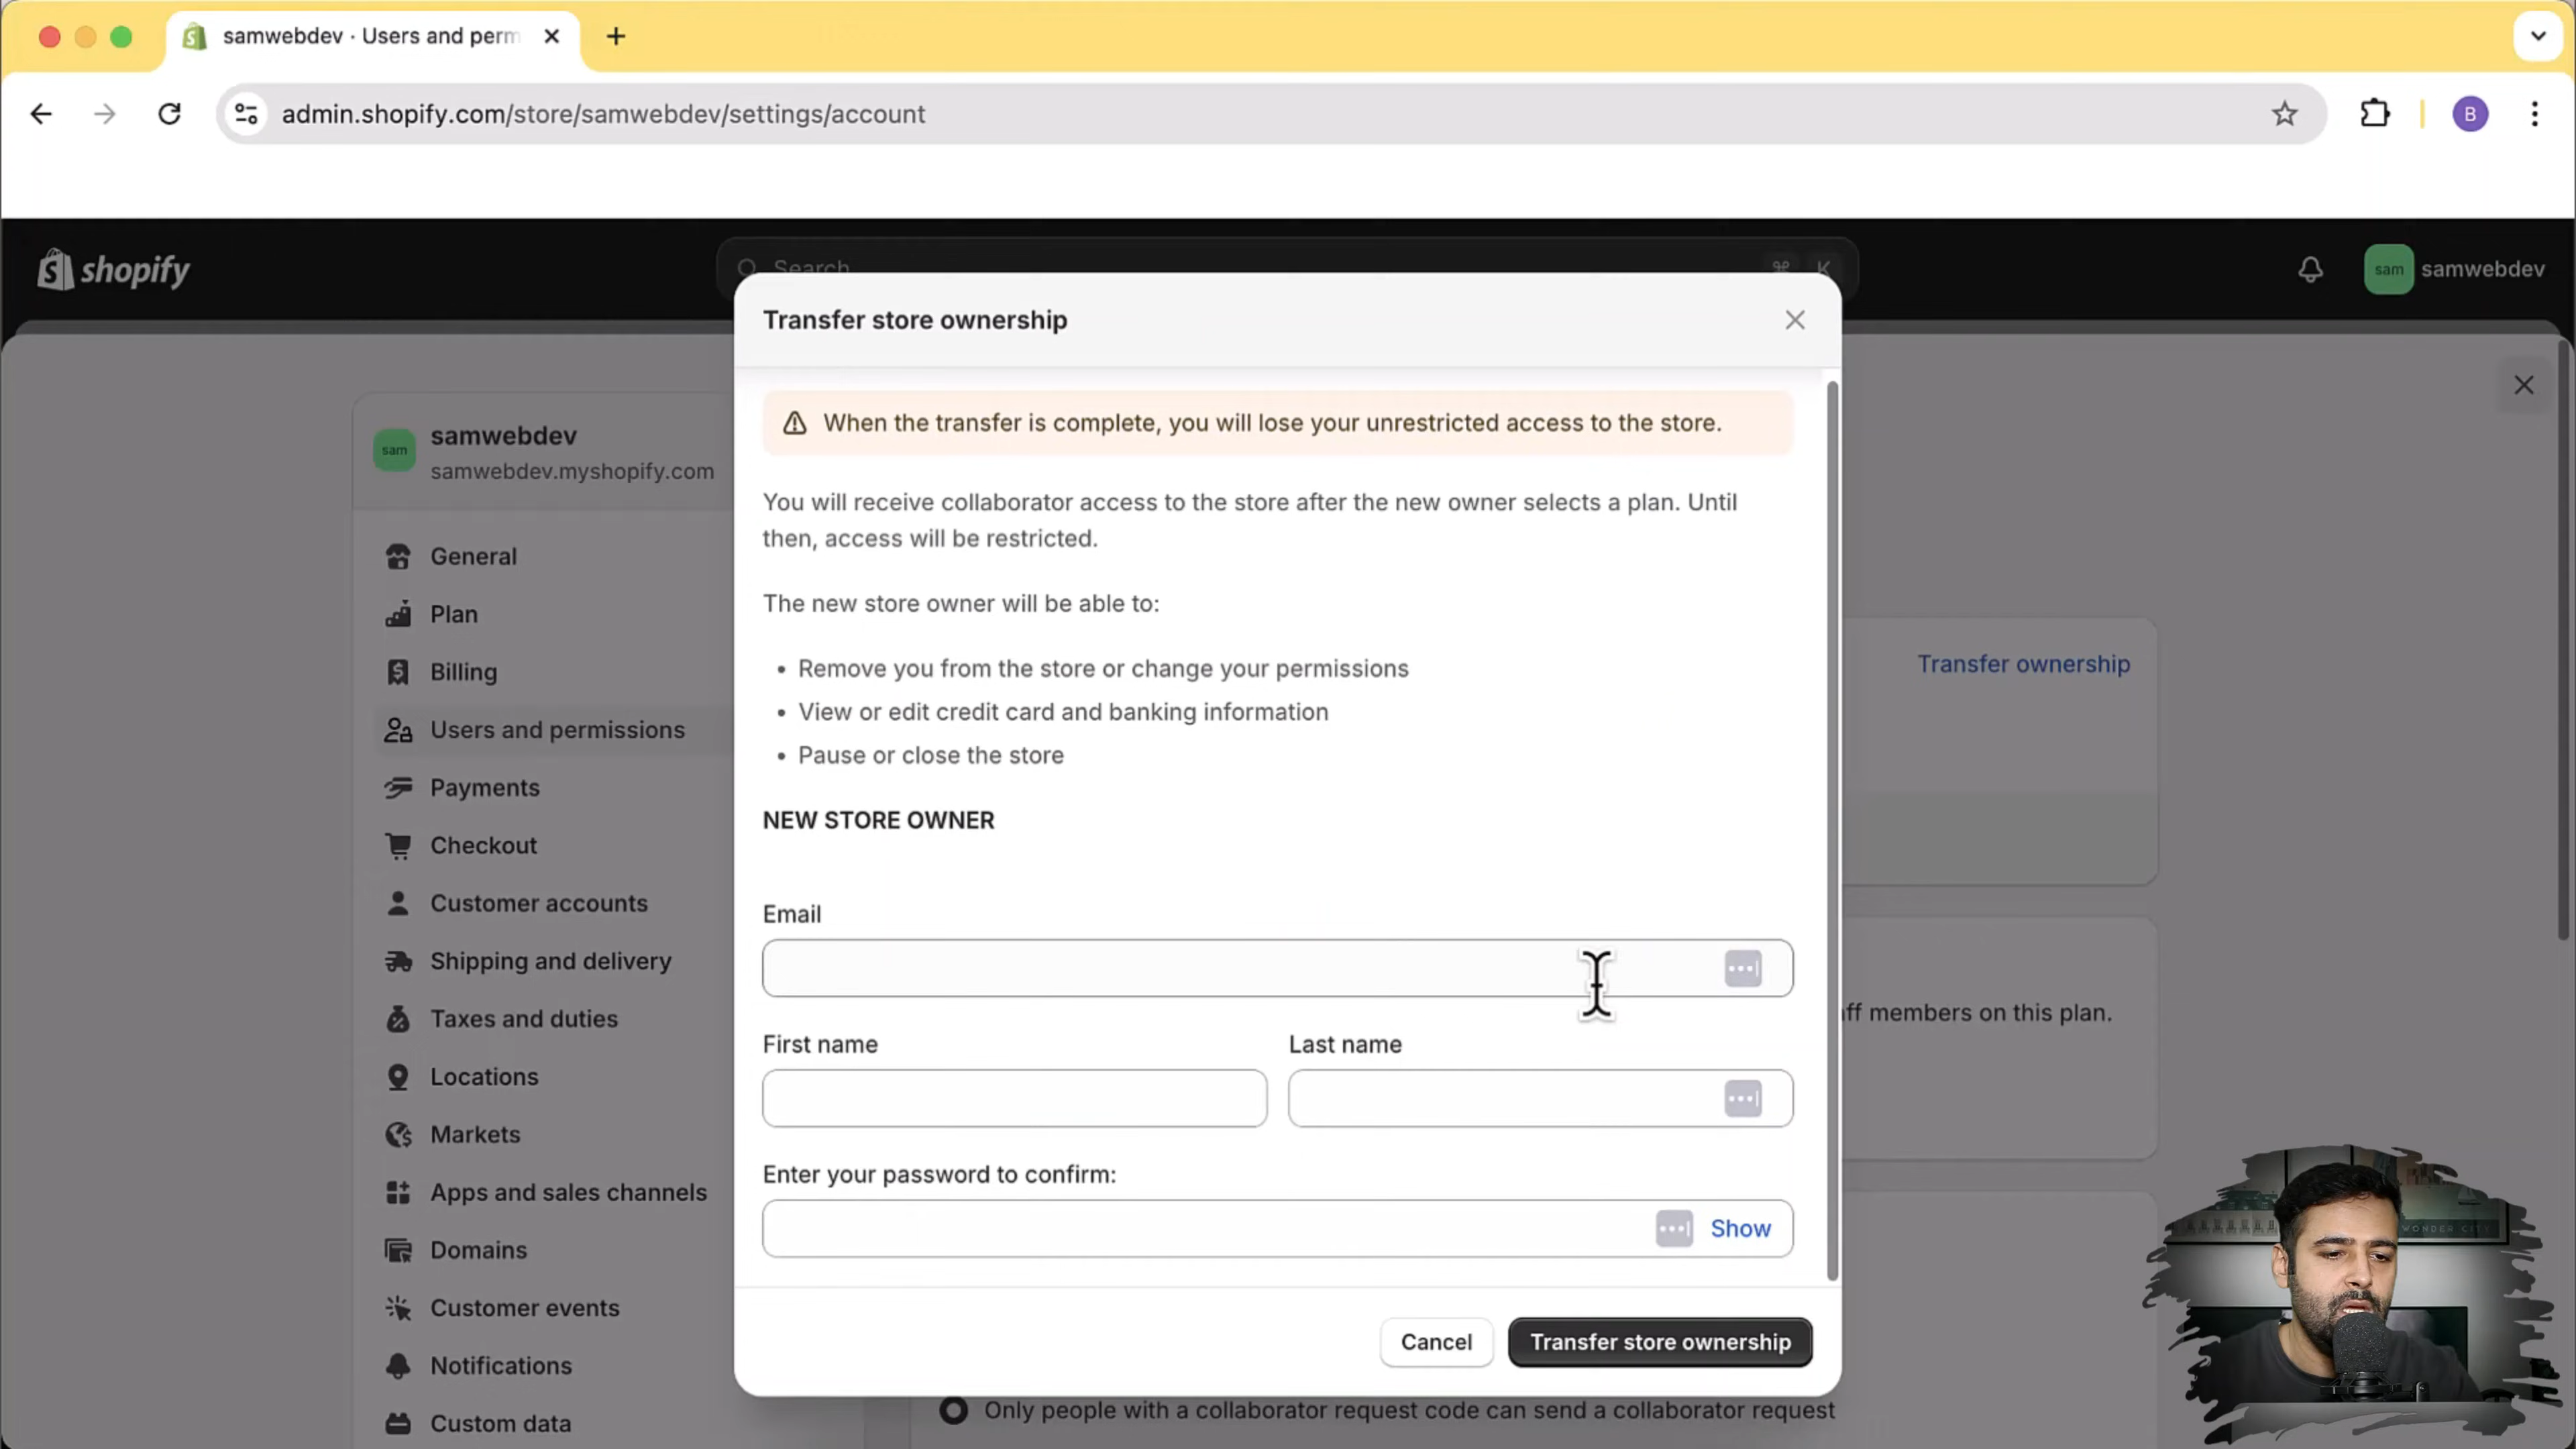 samwebdev · Users and perm
admin.shopify.com/store/samwebdev/settings/account
B
shopify
Search
⌘ K
sam
samwebdev
Transfer store ownership
When the transfer is complete, you will lose your unrestricted access to the store.
sam
samwebdev
samwebdev.myshopify.com
You will receive collaborator access to the store after the new owner selects a plan. Until
then, access will be restricted.
General
The new store owner will be able to:
Plan
• Remove you from the store or change your permissions
Transfer ownership
Billing
• View or edit credit card and banking information
Users and permissions
• Pause or close the store
Payments
NEW STORE OWNER
Checkout
Customer accounts
Email
Shipping and delivery
Taxes and duties
ff members on this plan.
First name
Last name
Locations
Markets
Enter your password to confirm:
Apps and sales channels
Show
WONDER CITY
Domains
Customer events
Cancel
Transfer store ownership
Notifications
Only people with a collaborator request code can send a collaborator request
Custom data